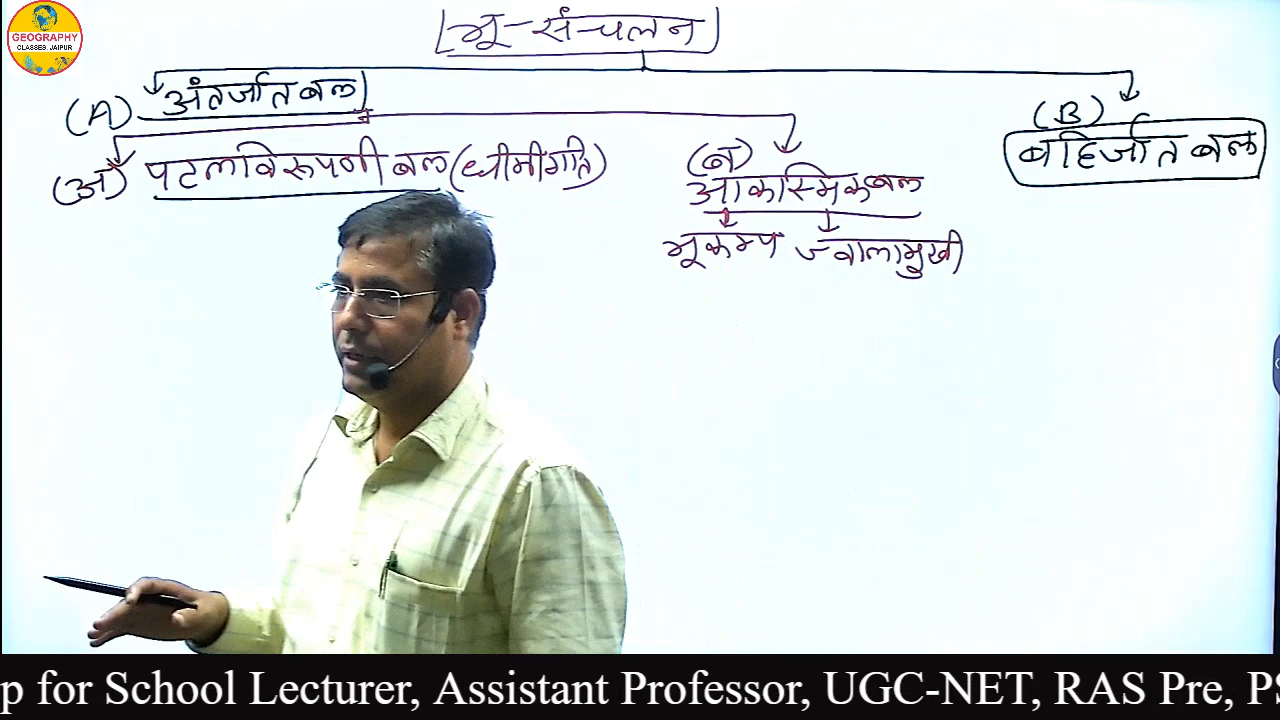 GEOGRAPHY
CLASSES, JAIPUR
भू-संचलन
(A) अंतर्जात बल
(B)
बहिर्जात बल
(अ) पटलविरूपणी बल (धीमी गति)
(ब)
आकस्मिक बल
भूकम्प ज्वालामुखी
p for School Lecturer, Assistant Professor, UGC-NET, RAS Pre, PS